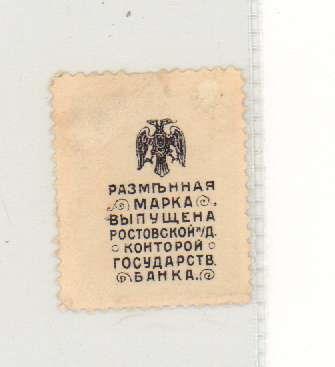 РАЗМѢННАЯ
МАРКА
ВЫПУЩЕНА
РОСТОВСКОЙ н/Д.
КОНТОРОЙ
ГОСУДАРСТВ.
БАНКА.